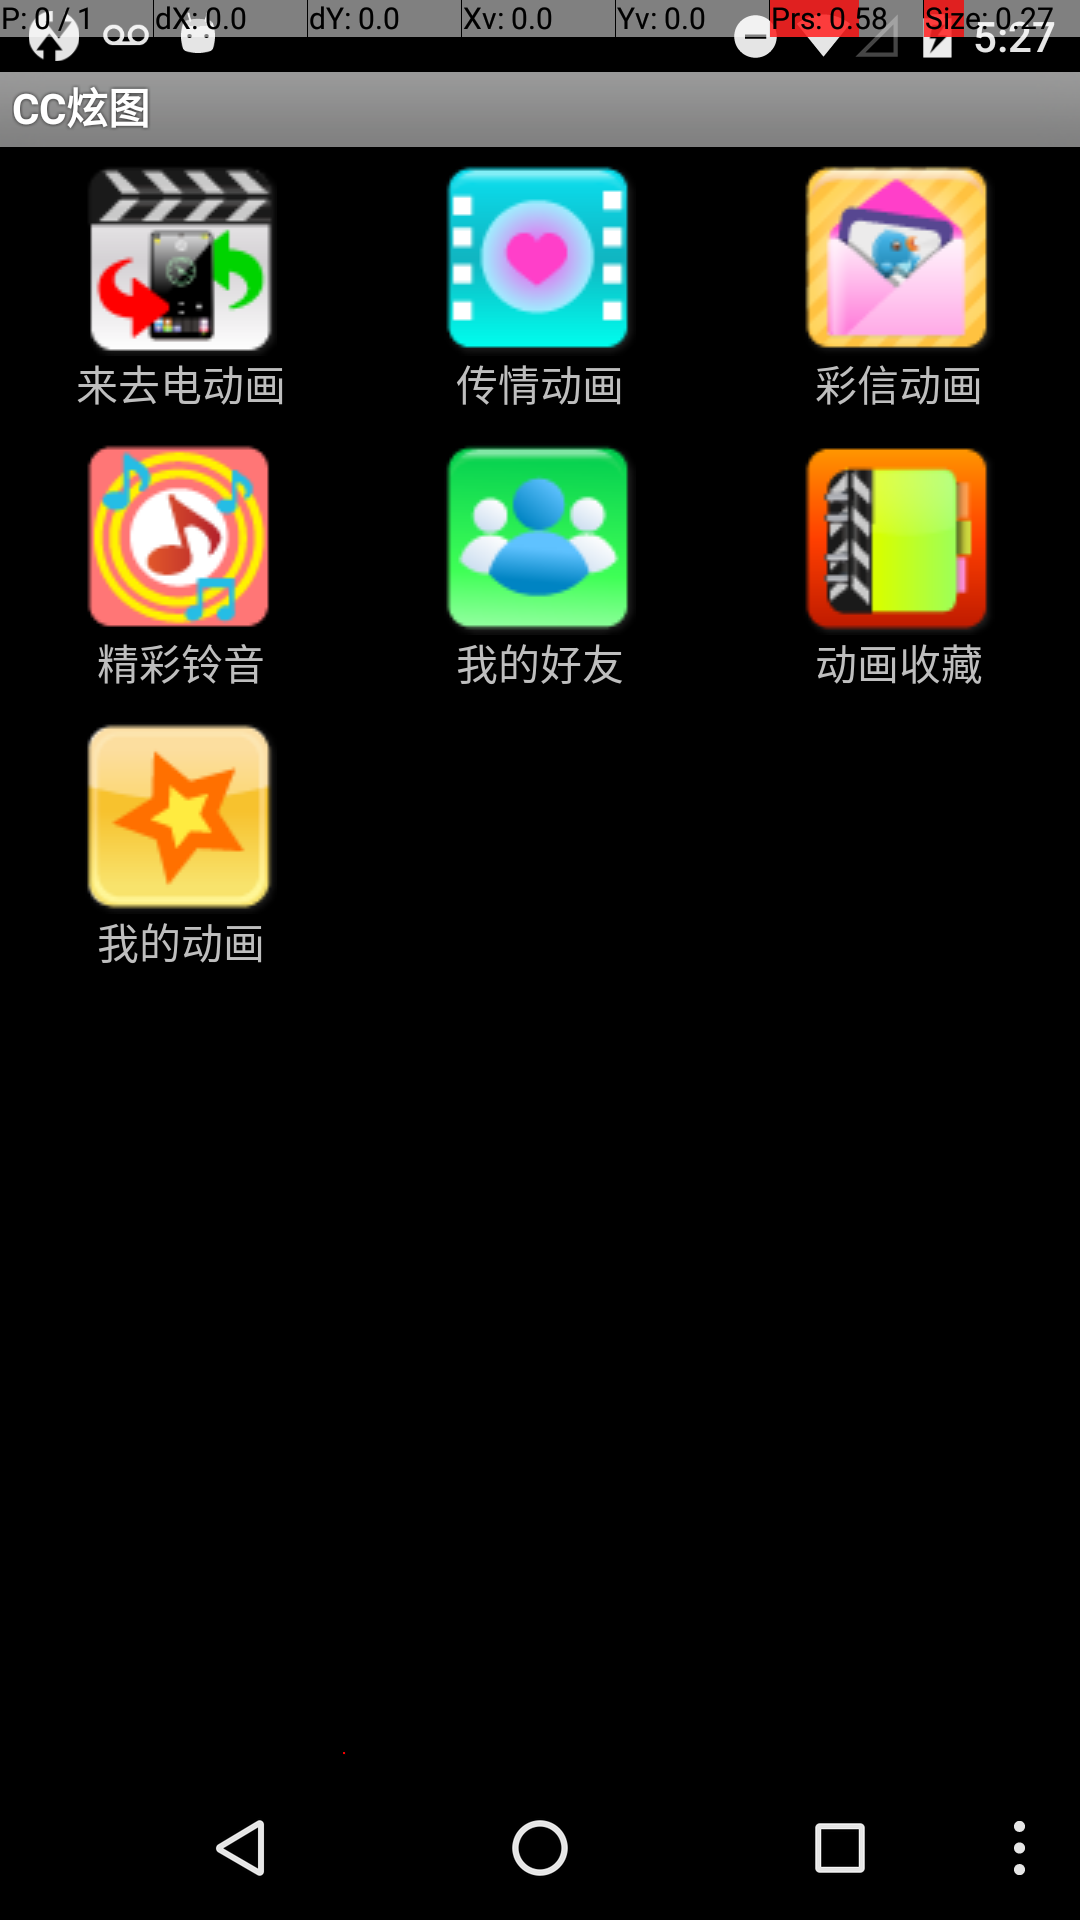 P: 0 / 1 dX: 0.0 dY: 0.0 Xv: 0.0 Yv: 0.0 Prs: 0.58 Size: 0.27
5:27
CC炫图
来去电动画 传情动画 彩信动画
精彩铃音 我的好友 动画收藏
我的动画